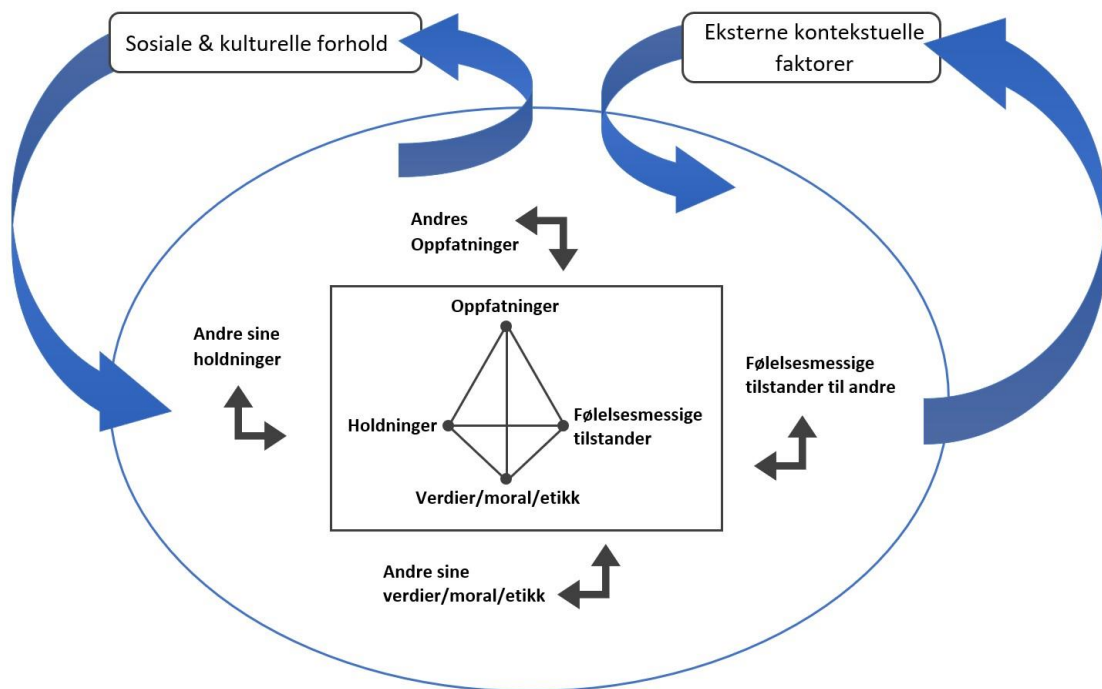 Sosiale & kulturelle forhold
Eksterne kontekstuelle
faktorer
Andres
Oppfatninger
Oppfatninger
Andre sine
holdninger
Følelsesmessige
tilstander til andre
Holdninger
Følelsesmessige
tilstander
Verdier/moral/etikk
Andre sine
verdier/moral/etikk